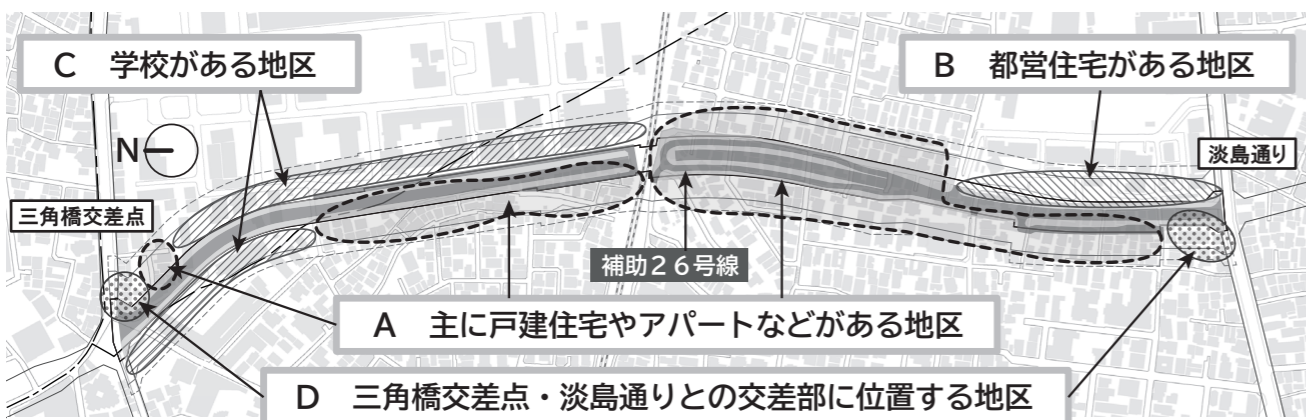 C　学校がある地区
B　都営住宅がある地区
N
淡島通り
三角橋交差点
補助２６号線
A　主に戸建住宅やアパートなどがある地区
D　三角橋交差点・淡島通りとの交差部に位置する地区